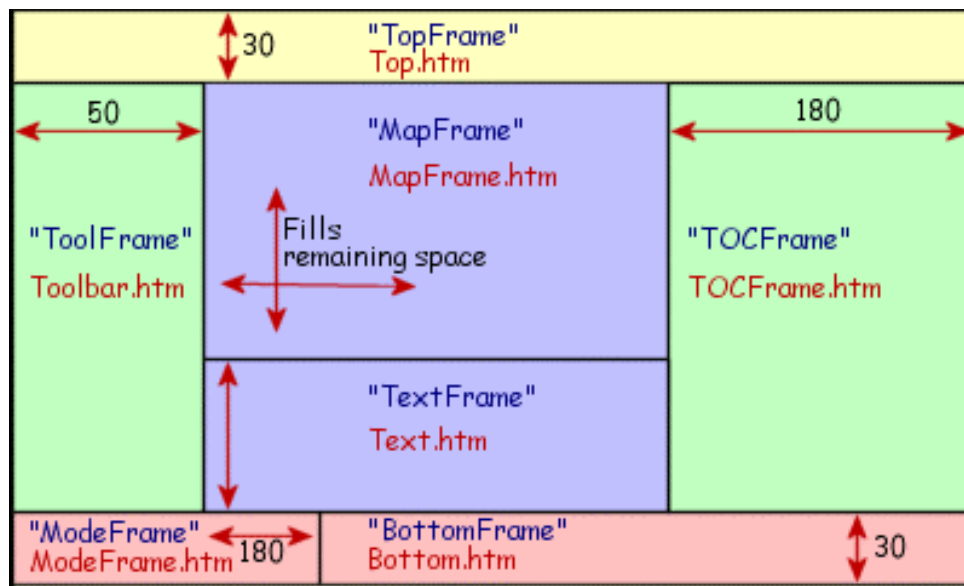 "TopFrame"
30
Top.htm
50
"MapFrame"
180
MapFrame.htm
"ToolFrame"
Fills
remaining space
"TOCFrame"
Toolbar.htm
TOCFrame.htm
"TextFrame"
Text.htm
"ModeFrame"
ModeFrame.htm
180
"BottomFrame"
Bottom.htm
30